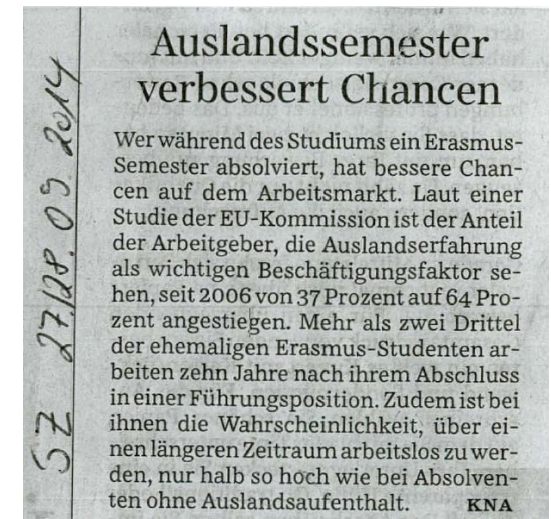 Auslandssemester
verbessert Chancen
Wer während des Studiums ein Erasmus-
Semester absolviert, hat bessere Chan-
cen auf dem Arbeitsmarkt. Laut einer
Studie der EU-Kommission ist der Anteil
der Arbeitgeber, die Auslandserfahrung
als wichtigen Beschäftigungsfaktor se-
hen, seit 2006 von 37 Prozent auf 64 Pro-
zent angestiegen. Mehr als zwei Drittel
der ehemaligen Erasmus-Studenten ar-
beiten zehn Jahre nach ihrem Abschluss
in einer Führungsposition. Zudem ist bei
ihnen die Wahrscheinlichkeit, über ei-
nen längeren Zeitraum arbeitslos zu wer-
den, nur halb so hoch wie bei Absolven-
ten ohne Auslandsaufenthalt. KNA
SZ 27./28. 09. 2014